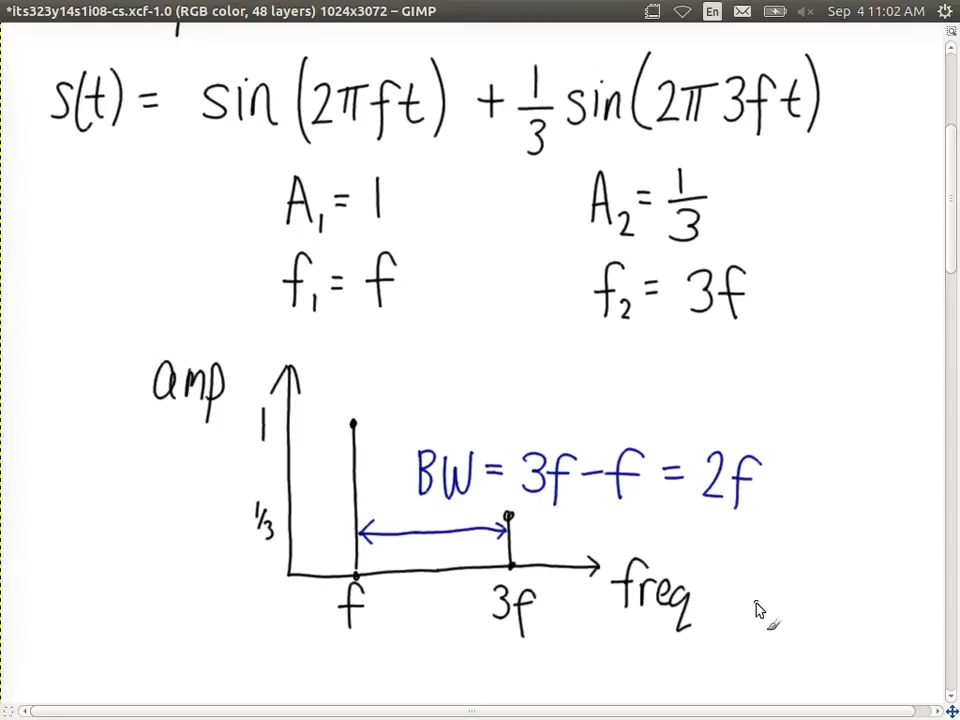 *its323y14s1i08-cs.xcf-1.0 (RGB color, 48 layers) 1024x3072 – GIMP En Sep 4 11:02 AM
s(t) = sin (2πft) + 1/3 sin(2π3ft)
A₁ = 1 A₂ = 1/3
f₁ = f f₂ = 3f
amp
1
BW = 3f - f = 2f
1/3
f 3f freq